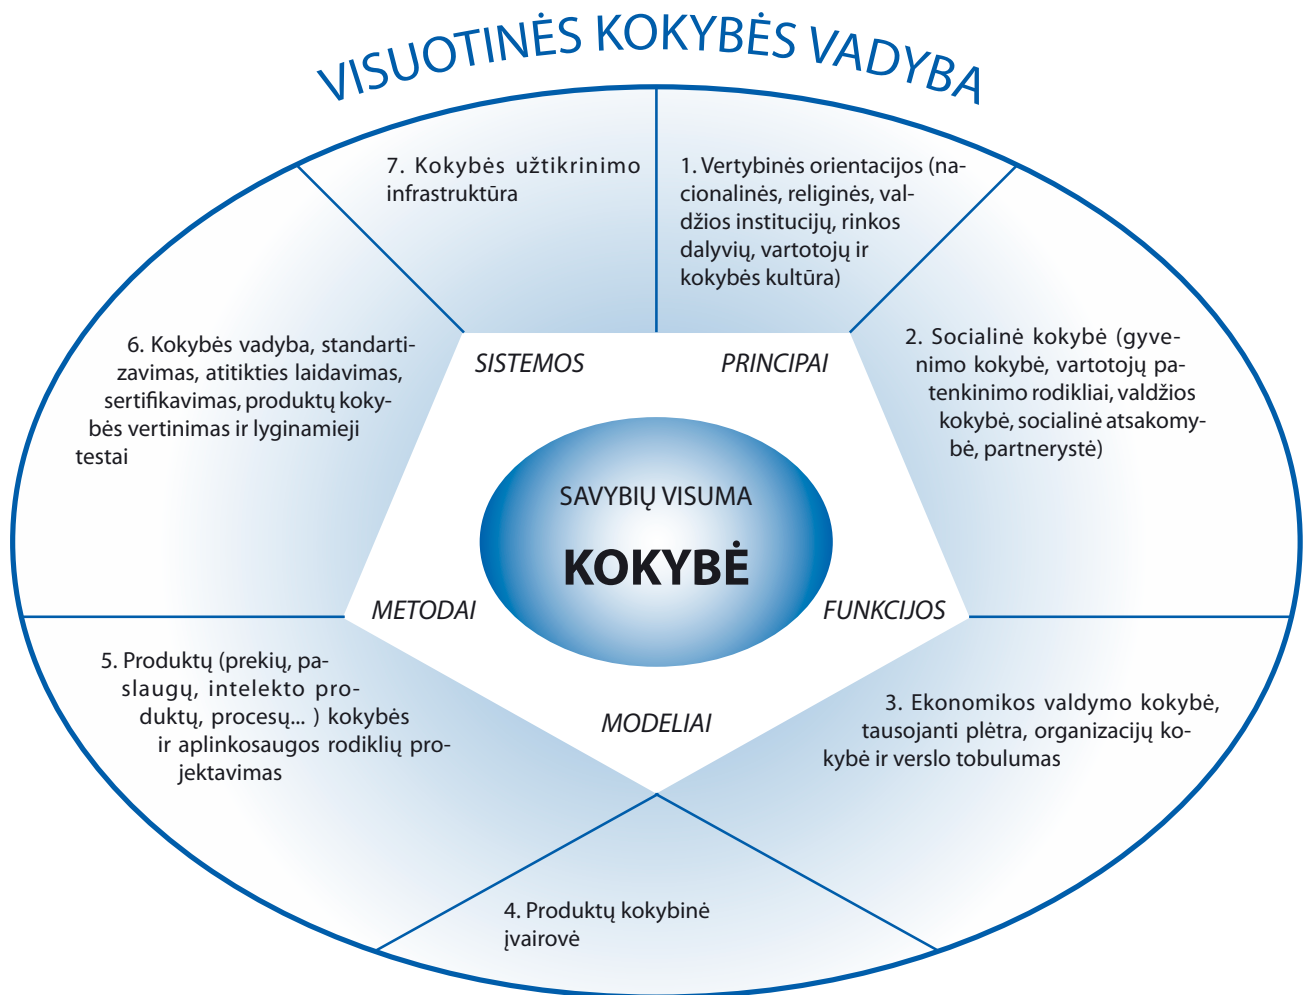 VISUOTINĖS KOKYBĖS VADYBA
7. Kokybės užtikrinimo
infrastruktūra
1. Vertybinės orientacijos (na-
cionalinės, religinės, val-
džios institucijų, rinkos
dalyvių, vartotojų ir
kokybės kultūra)
2. Socialinė kokybė (gyve-
nimo kokybė, vartotojų pa-
tenkinimo rodikliai, valdžios
kokybė, socialinė atsakomy-
bė, partnerystė)
6. Kokybės vadyba, standarti-
zavimas, atitikties laidavimas,
sertifikavimas, produktų koky-
bės vertinimas ir lyginamieji
testai
SISTEMOS
PRINCIPAI
SAVYBIŲ VISUMA
KOKYBĖ
METODAI
FUNKCIJOS
MODELIAI
5. Produktų (prekių, pa-
slaugų, intelekto pro-
duktų, procesų... ) kokybės
ir aplinkosaugos rodiklių pro-
jektavimas
3. Ekonomikos valdymo kokybė,
tausojanti plėtra, organizacijų ko-
kybė ir verslo tobulumas
4. Produktų kokybinė
įvairovė